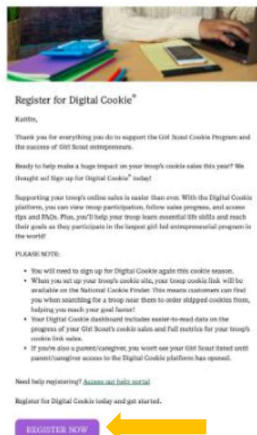 Register for Digital Cookie®
Kaitlin,
Thank you for everything you do to support the Girl Scout Cookie Program and
the success of Girl Scout entrepreneurs.
Ready to help make a huge impact on your troop's cookie sales this year? We
thought so! Sign up for Digital Cookie® today!
Supporting your troop's online sales is easier than ever. With the Digital Cookie
platform, you can view troop participation, follow sales progress, and access
tips and FAQs. Plus, you'll help your troop learn essential life skills and reach
their goals as they participate in the largest girl-led entrepreneurial program in
the world!
PLEASE NOTE:
• You will need to sign up for Digital Cookie again this cookie season.
• When you set up your troop's cookie site, your troop cookie link will be
available on the National Cookie Finder. This means customers can find
you when searching for a troop near them to order shipped cookies from,
helping you reach your goal faster!
• Your Digital Cookie dashboard includes easier-to-read data on the
progress of your Girl Scout's cookie sales and full metrics for your troop's
cookie link sales.
• If you're also a parent/caregiver, you won't see your Girl Scout listed until
parent/caregiver access to the Digital Cookie platform has opened.
Need help registering? Access our help portal
Register for Digital Cookie today and get started.
REGISTER NOW